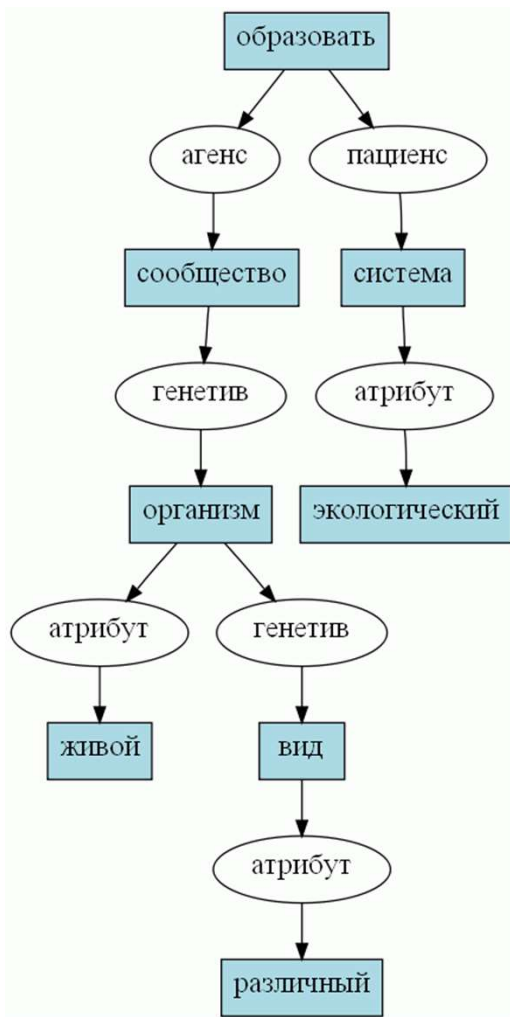 образовать
агенс пациенс
сообщество система
генетив атрибут
организм экологический
атрибут генетив
живой вид
атрибут
различный